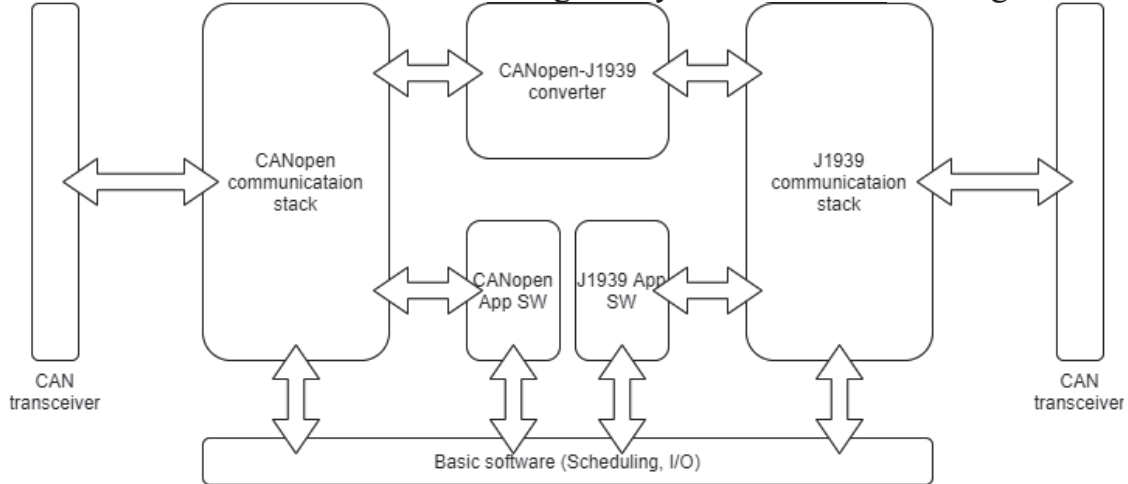 CANopen-J1939
converter
CANopen
communicataion
stack
J1939
communicataion
stack
CANopen
App SW
J1939 App
SW
CAN
transceiver
CAN
transceiver
Basic software (Scheduling, I/O)